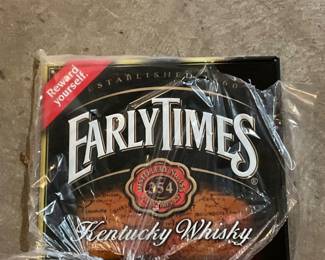 Reward
yourself.
ESTABLISHED
EARLY TIMES
®
354
Kentucky Whisky